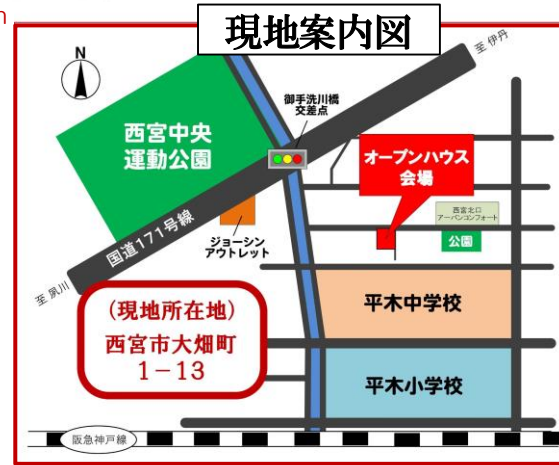 現地案内図
N
至 伊丹
御手洗川橋
交差点
西宮中央
運動公園
オープンハウス
会場
西宮北口
アーバンコンフォート
公園
国道171号線
ジョーシン
アウトレット
至 夙川
(現地所在地)
西宮市大畑町
1－13
平木中学校
平木小学校
阪急神戸線